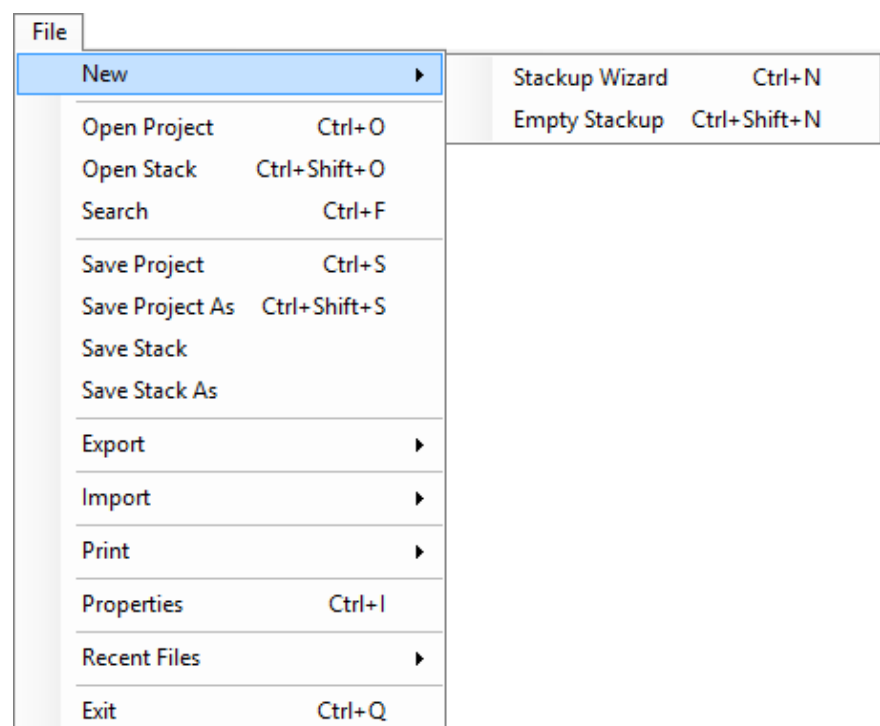 File
New
Stackup Wizard Ctrl+N
Empty Stackup Ctrl+Shift+N
Open Project Ctrl+O
Open Stack Ctrl+Shift+O
Search Ctrl+F
Save Project Ctrl+S
Save Project As Ctrl+Shift+S
Save Stack
Save Stack As
Export
Import
Print
Properties Ctrl+I
Recent Files
Exit Ctrl+Q